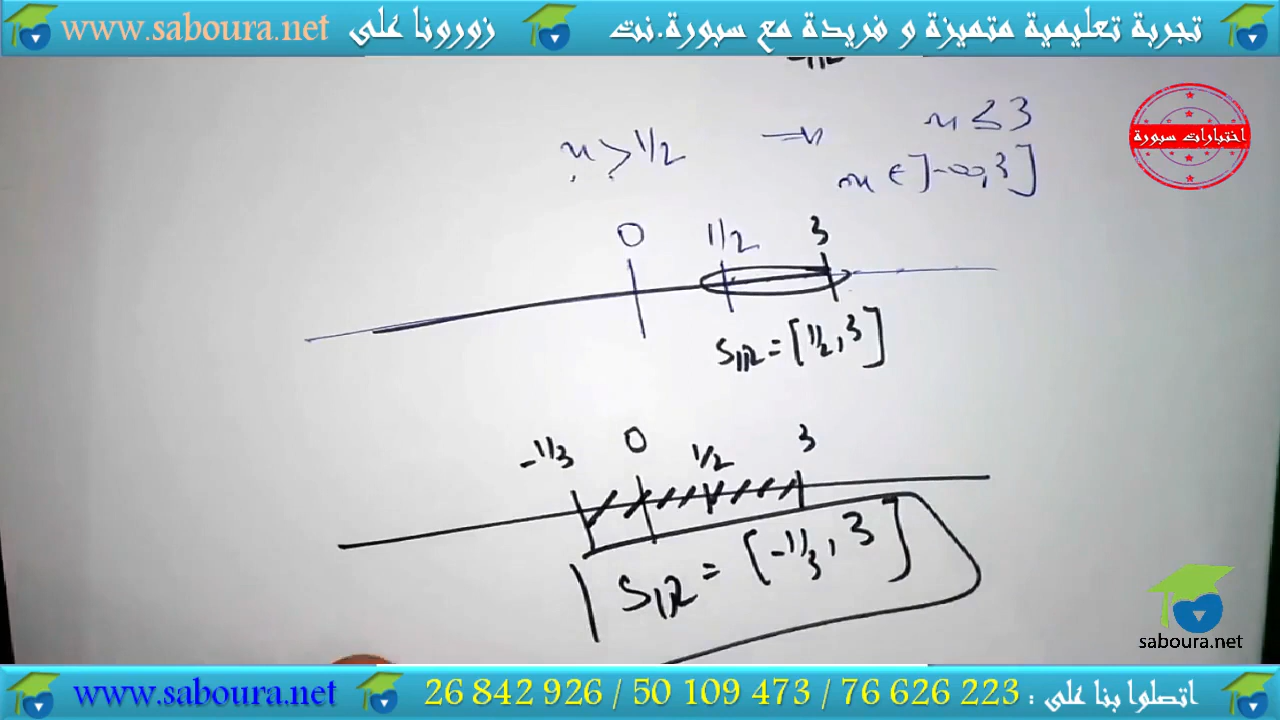 تجربة تعليمية متميزة و فريدة مع سبورة.نت زورونا على www.saboura.net
اختبارات سبورة
x > 1/2 ⇒ x ≤ 3
x ∈ ]-∞, 3]
0 1/2 3
Sℝ = [1/2, 3]
-1/3 0 1/2 3
Sℝ = [-1/3, 3]
saboura.net
www.saboura.net اتصلوا بنا على : 26 842 926 / 50 109 473 / 76 626 223